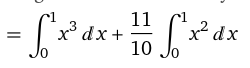 = ∫₀¹ x³ dx + 11/10 ∫₀¹ x² dx